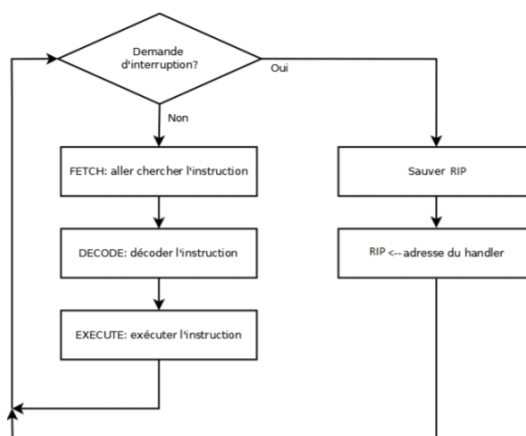 Demande
d'interruption?
Oui
Non
FETCH: aller chercher l'instruction
Sauver RIP
DECODE: décoder l'instruction
RIP <-- adresse du handler
EXECUTE: exécuter l'instruction